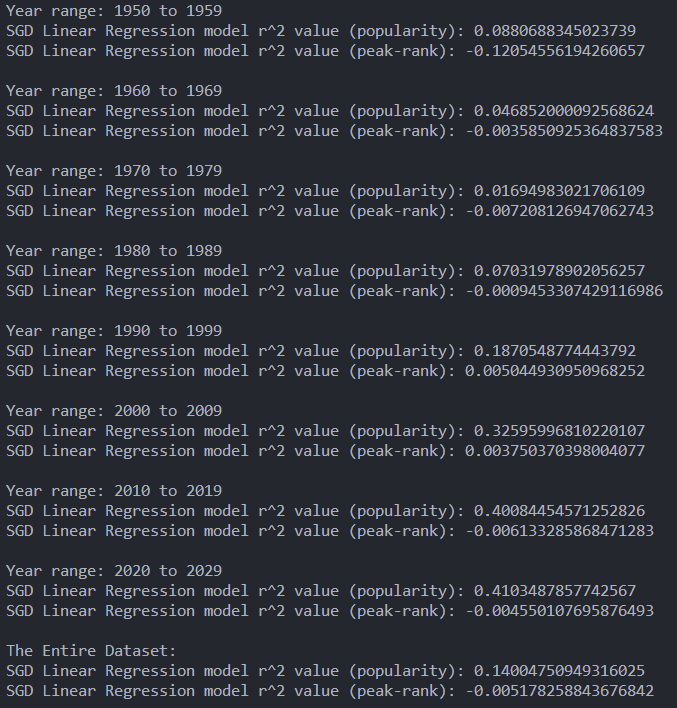 Year range: 1950 to 1959
SGD Linear Regression model r^2 value (popularity): 0.0880688345023739
SGD Linear Regression model r^2 value (peak-rank): -0.12054556194260657
Year range: 1960 to 1969
SGD Linear Regression model r^2 value (popularity): 0.046852000092568624
SGD Linear Regression model r^2 value (peak-rank): -0.0035850925364837583
Year range: 1970 to 1979
SGD Linear Regression model r^2 value (popularity): 0.01694983021706109
SGD Linear Regression model r^2 value (peak-rank): -0.007208126947062743
Year range: 1980 to 1989
SGD Linear Regression model r^2 value (popularity): 0.07031978902056257
SGD Linear Regression model r^2 value (peak-rank): -0.0009453307429116986
Year range: 1990 to 1999
SGD Linear Regression model r^2 value (popularity): 0.1870548774443792
SGD Linear Regression model r^2 value (peak-rank): 0.005044930950968252
Year range: 2000 to 2009
SGD Linear Regression model r^2 value (popularity): 0.32595996810220107
SGD Linear Regression model r^2 value (peak-rank): 0.003750370398004077
Year range: 2010 to 2019
SGD Linear Regression model r^2 value (popularity): 0.40084454571252826
SGD Linear Regression model r^2 value (peak-rank): -0.006133285868471283
Year range: 2020 to 2029
SGD Linear Regression model r^2 value (popularity): 0.4103487857742567
SGD Linear Regression model r^2 value (peak-rank): -0.004550107695876493
The Entire Dataset:
SGD Linear Regression model r^2 value (popularity): 0.14004750949316025
SGD Linear Regression model r^2 value (peak-rank): -0.005178258843676842